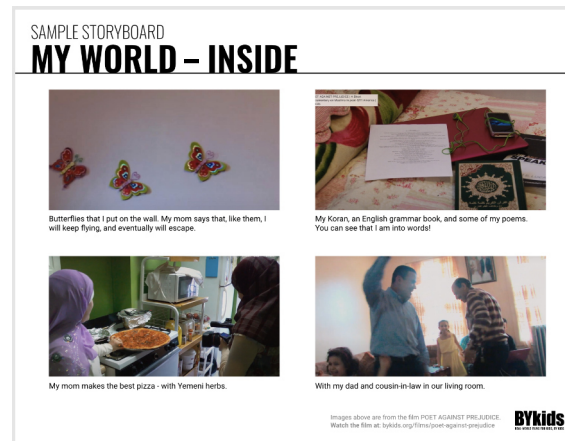 SAMPLE STORYBOARD
MY WORLD – INSIDE
Butterflies that I put on the wall. My mom says that, like them, I
will keep flying, and eventually will escape.
My Koran, an English grammar book, and some of my poems.
You can see that I am into words!
My mom makes the best pizza - with Yemeni herbs.
With my dad and cousin-in-law in our living room.
Images above are from the film POET AGAINST PREJUDICE.
Watch the film at: bykids.org/films/poet-against-prejudice
BYkids